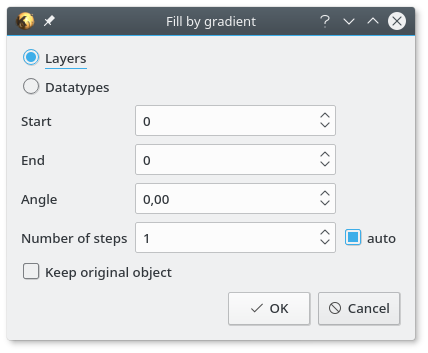 Fill by gradient
Layers
Datatypes
Start 0
End 0
Angle 0,00
Number of steps 1 auto
Keep original object
OK Cancel